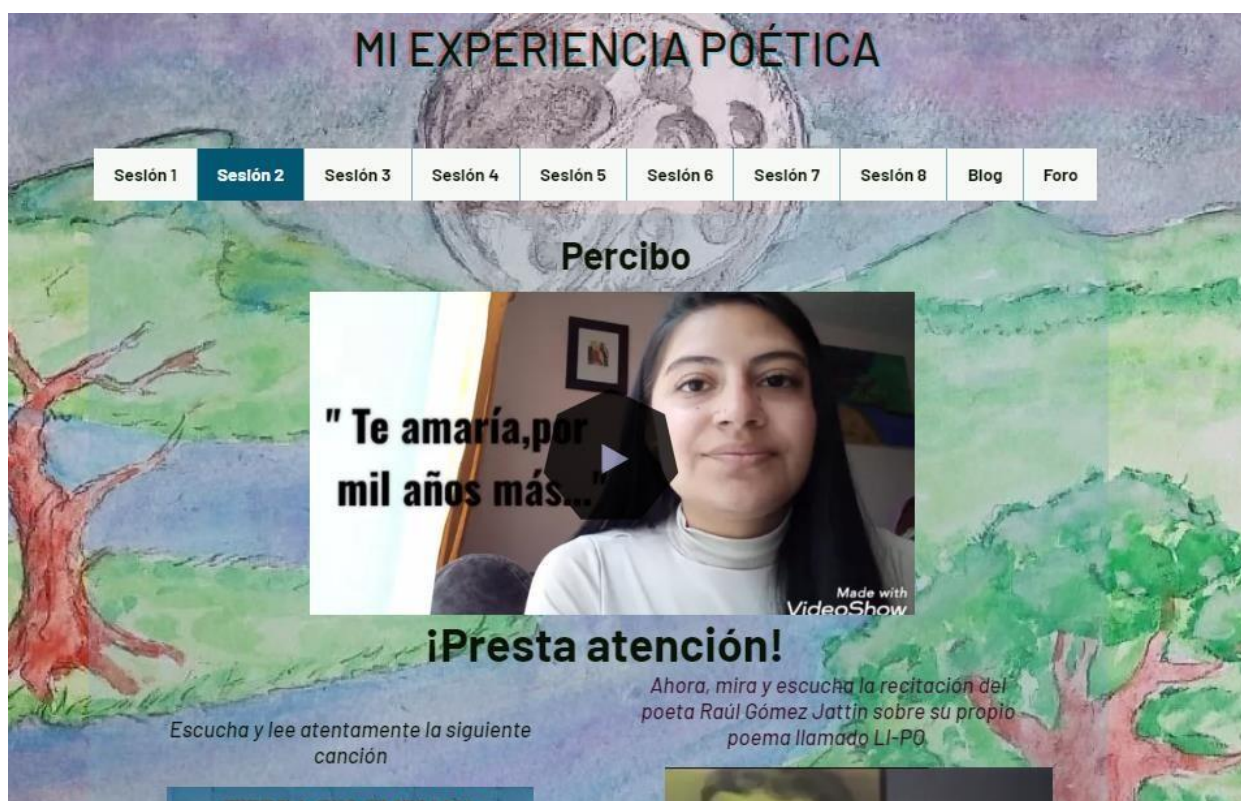 MI EXPERIENCIA POÉTICA
Sesión 1 Sesión 2 Sesión 3 Sesión 4 Sesión 5 Sesión 6 Sesión 7 Sesión 8 Blog Foro
Percibo
" Te amaría,por
mil años más..."
Made with
VideoShow
¡Presta atención!
Escucha y lee atentamente la siguiente
canción
Ahora, mira y escucha la recitación del
poeta Raúl Gómez Jattin sobre su propio
poema llamado LI-PO